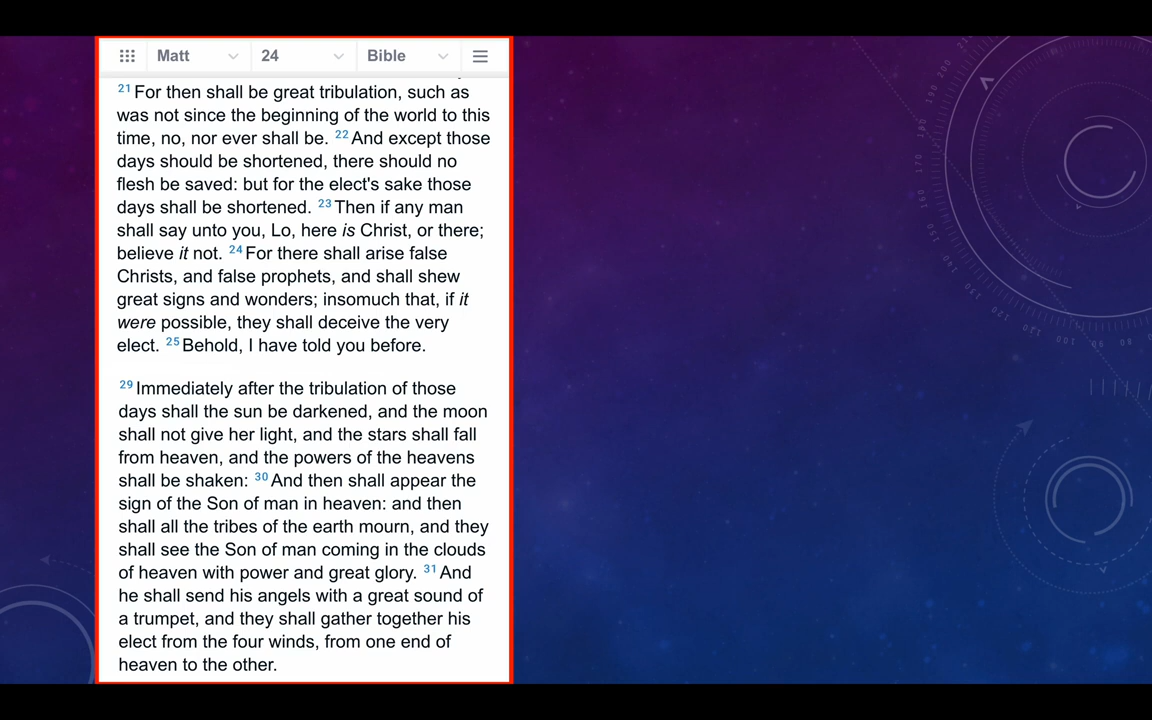 Matt 24 Bible
21 For then shall be great tribulation, such as
was not since the beginning of the world to this
time, no, nor ever shall be. 22 And except those
days should be shortened, there should no
flesh be saved: but for the elect's sake those
days shall be shortened. 23 Then if any man
shall say unto you, Lo, here is Christ, or there;
believe it not. 24 For there shall arise false
Christs, and false prophets, and shall shew
great signs and wonders; insomuch that, if it
were possible, they shall deceive the very
elect. 25 Behold, I have told you before.
29 Immediately after the tribulation of those
days shall the sun be darkened, and the moon
shall not give her light, and the stars shall fall
from heaven, and the powers of the heavens
shall be shaken: 30 And then shall appear the
sign of the Son of man in heaven: and then
shall all the tribes of the earth mourn, and they
shall see the Son of man coming in the clouds
of heaven with power and great glory. 31 And
he shall send his angels with a great sound of
a trumpet, and they shall gather together his
elect from the four winds, from one end of
heaven to the other.